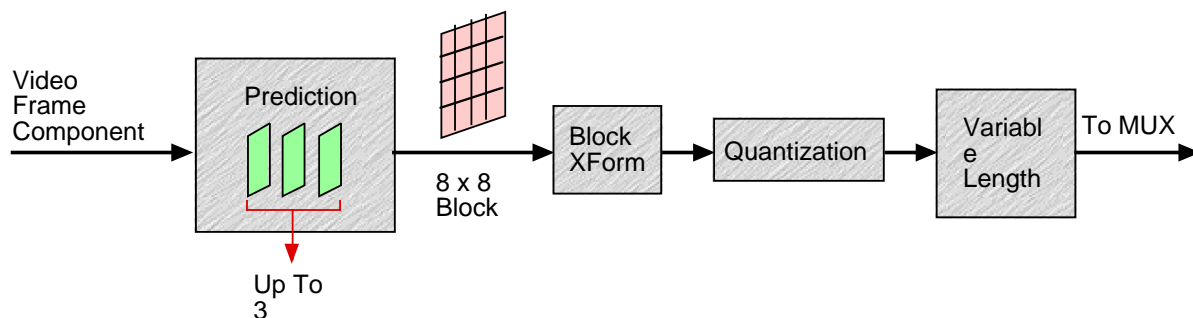 Video
Frame
Component
Prediction
Up To
3
8 x 8
Block
Block
XForm
Quantization
Variabl
e
Length
To MUX